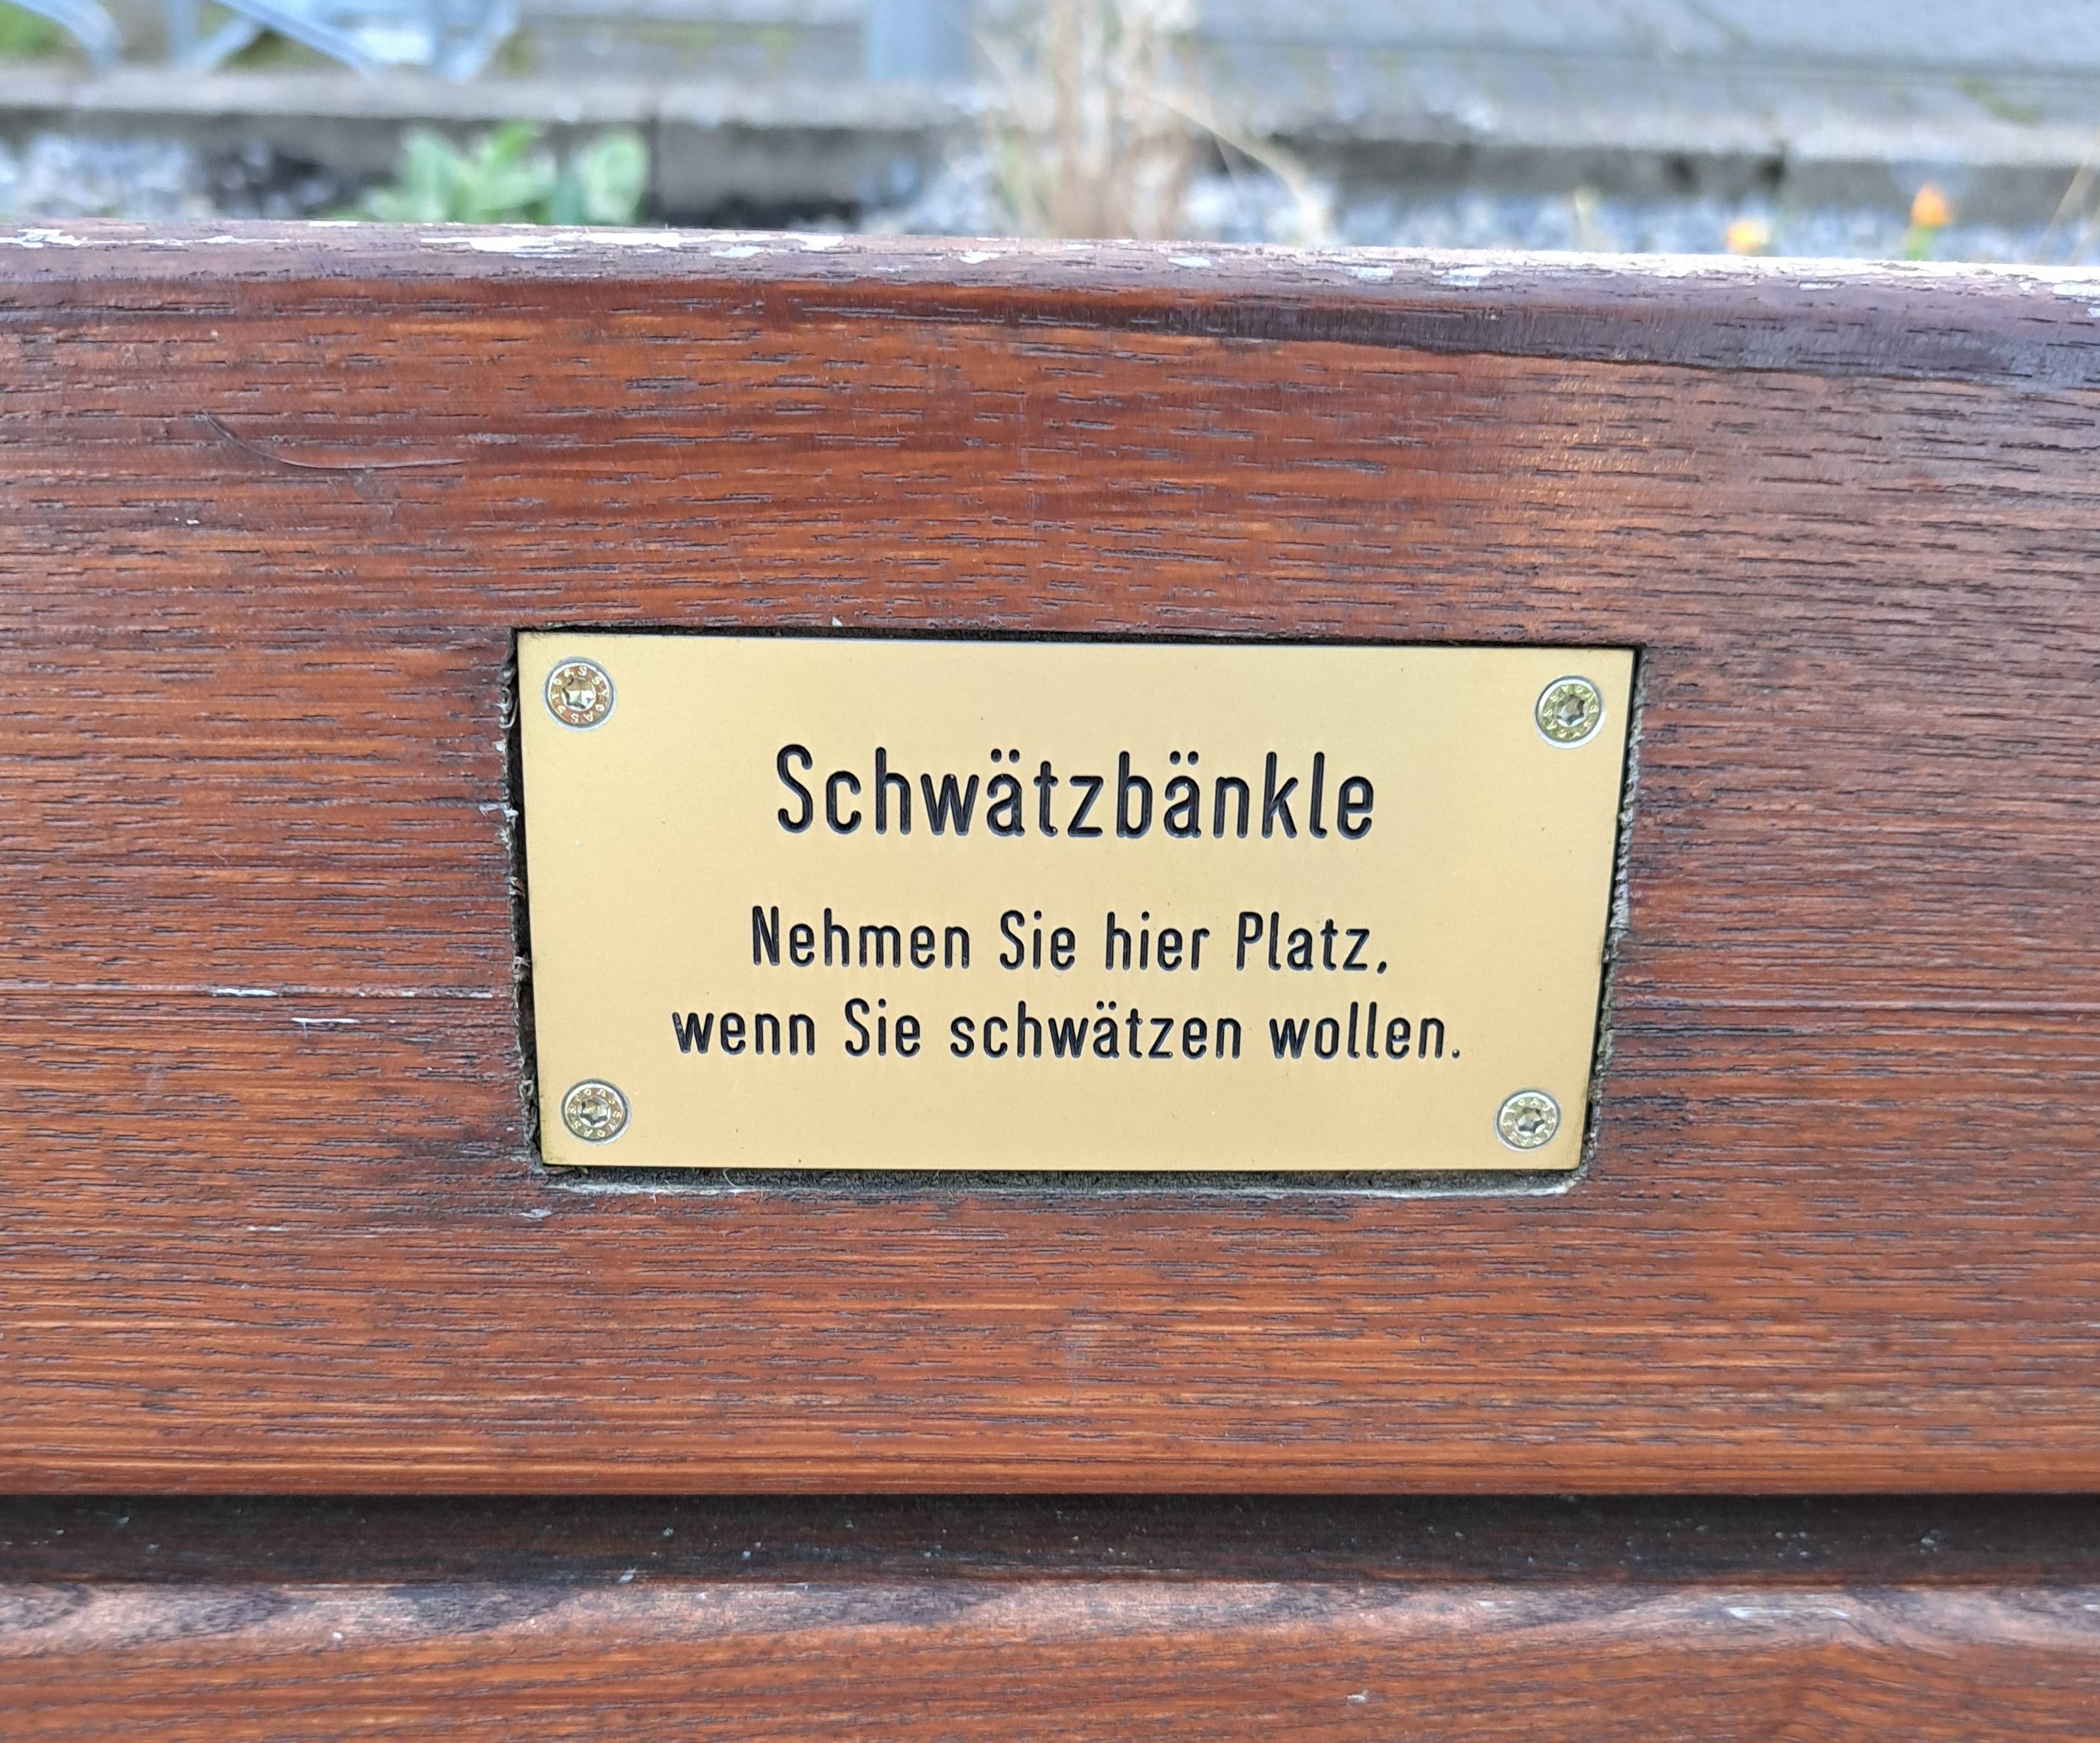 Schwätzbänkle
Nehmen Sie hier Platz,
wenn Sie schwätzen wollen.